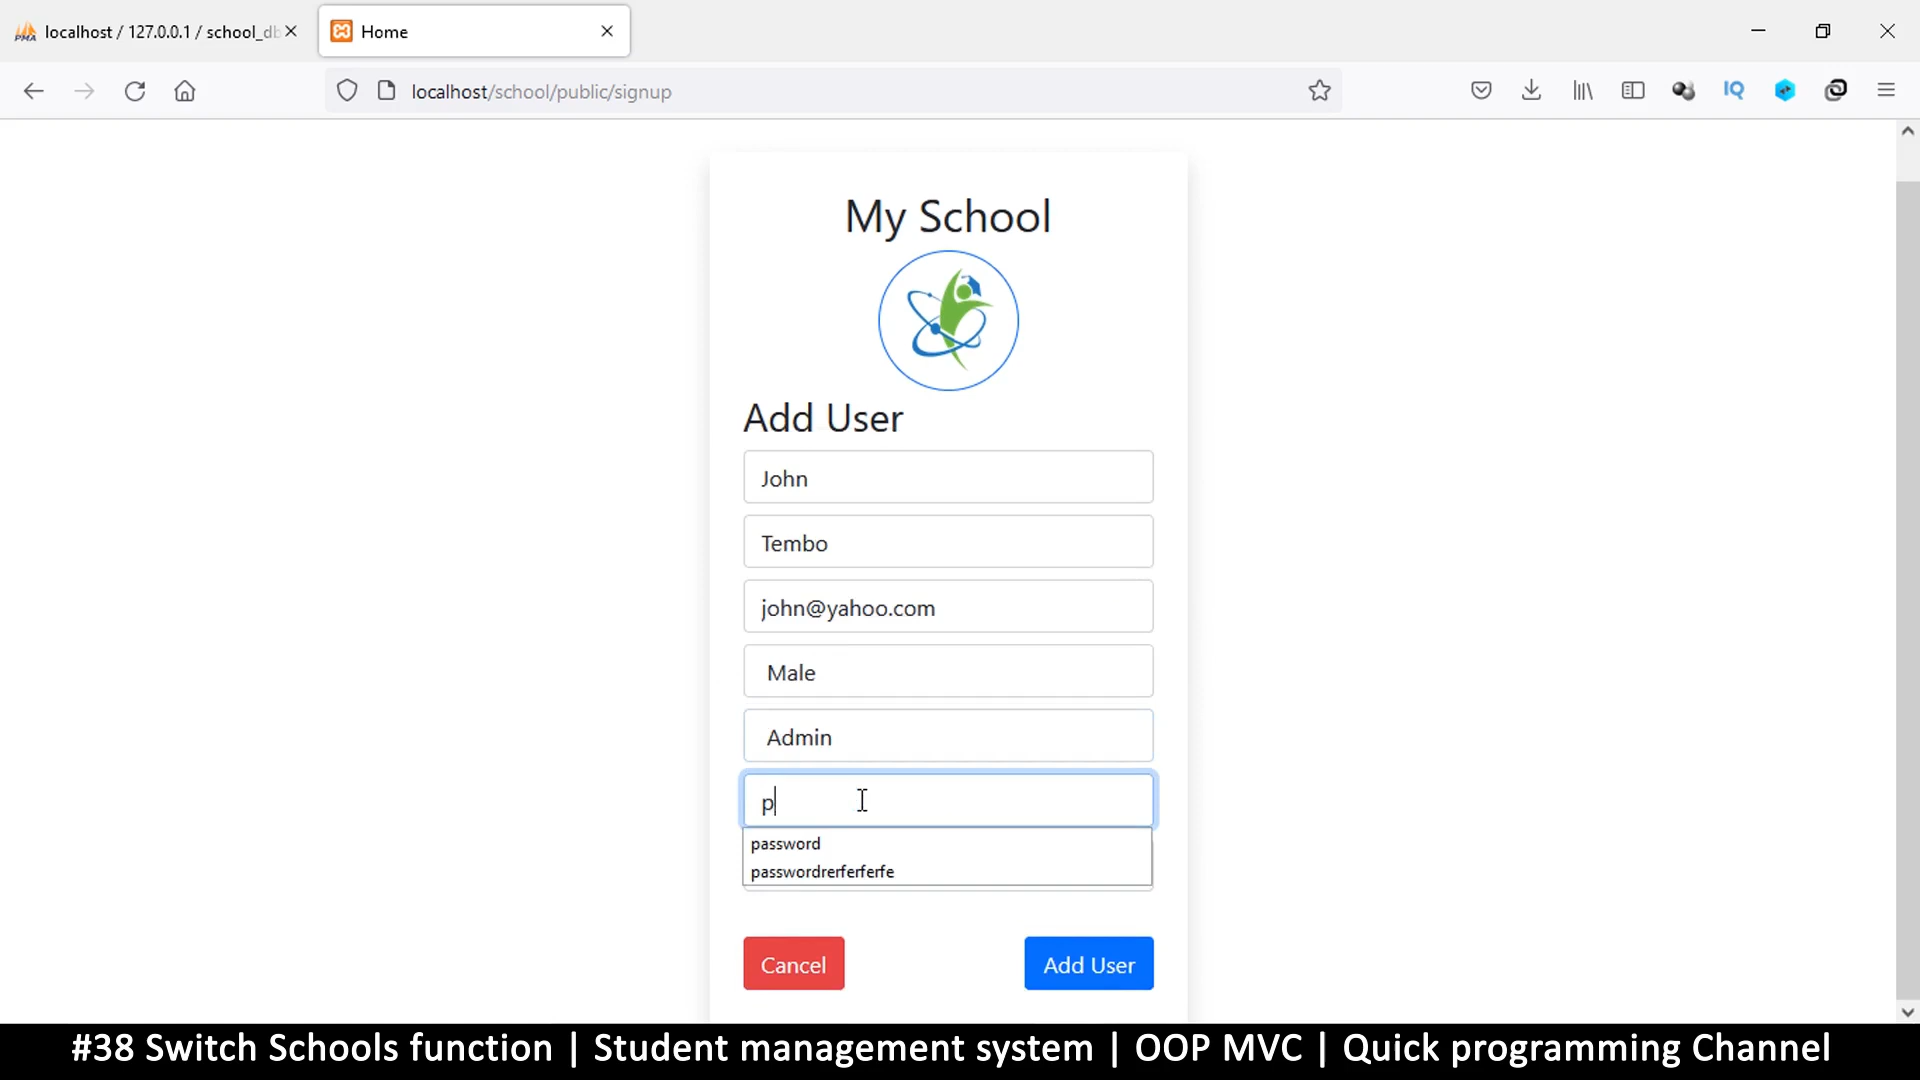 localhost / 127.0.0.1 / school_db
Home
localhost/school/public/signup
IQ
My School
Add User
John
Tembo
john@yahoo.com
Male
Admin
p
password
passwordrerferferfe
Cancel
Add User
#38 Switch Schools function | Student management system | OOP MVC | Quick programming Channel